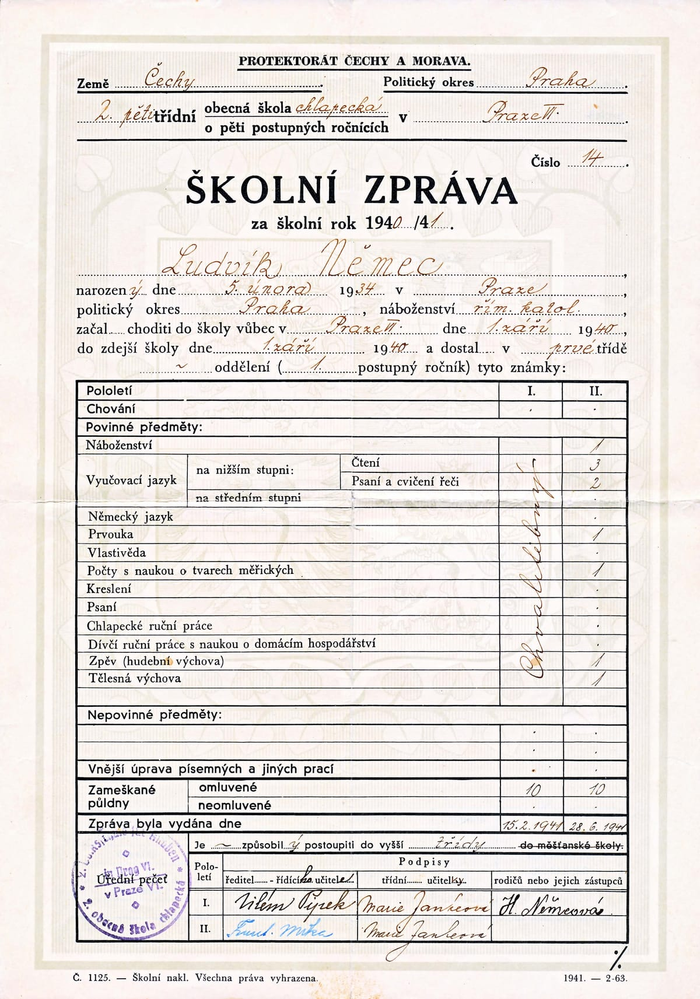 PROTEKTORÁT ČECHY A MORAVA.
Země Čechy. Politický okres Praha.
2. pětitřídní obecná škola chlapecká o pěti postupných ročnících v Praze VI.
Číslo 14.
ŠKOLNÍ ZPRÁVA
za školní rok 1940/41.
Ludvík Němec,
narozený dne 5. února 1934 v Praze,
politický okres Praha, náboženství řím. katol.,
začal choditi do školy vůbec v Praze VI. dne 1. září 1940,
do zdejší školy dne 1. září 1940 a dostal v prvé třídě
~ oddělení (1. postupný ročník) tyto známky:
Pololetí I. II.
Chování . .
Povinné předměty:
Náboženství 1
Vyučovací jazyk na nižším stupni: Čtení 3
Psaní a cvičení řeči 2
na středním stupni .
Německý jazyk .
Prvouka 1
Vlastivěda .
Počty s naukou o tvarech měřických 1
Kreslení .
Psaní .
Chlapecké ruční práce .
Dívčí ruční práce s naukou o domácím hospodářství .
Zpěv (hudební výchova) 1
Tělesná výchova 1
Chvalitebný
Nepovinné předměty:
. .
. .
Vnější úprava písemných a jiných prací . .
Zameškané půldny omluvené 10 10
neomluvené . .
Zpráva byla vydána dne 15.2.1941 28.6.1941
Je ~ způsobilý postoupiti do vyšší třídy do měšťanské školy.
Pololetí Podpisy
ředitel - řídícího učitele třídní učitelky rodičů nebo jejich zástupců
I. Vilém Pipek Marie Jankeová H. Němcová.
II. Marie Jankeová
Úřední pečeť
in Prag VI.
v Praze VI.
2. obecná škola chlapecká
./.
Č. 1125. — Školní nakl. Všechna práva vyhrazena. 1941. — 2-63.